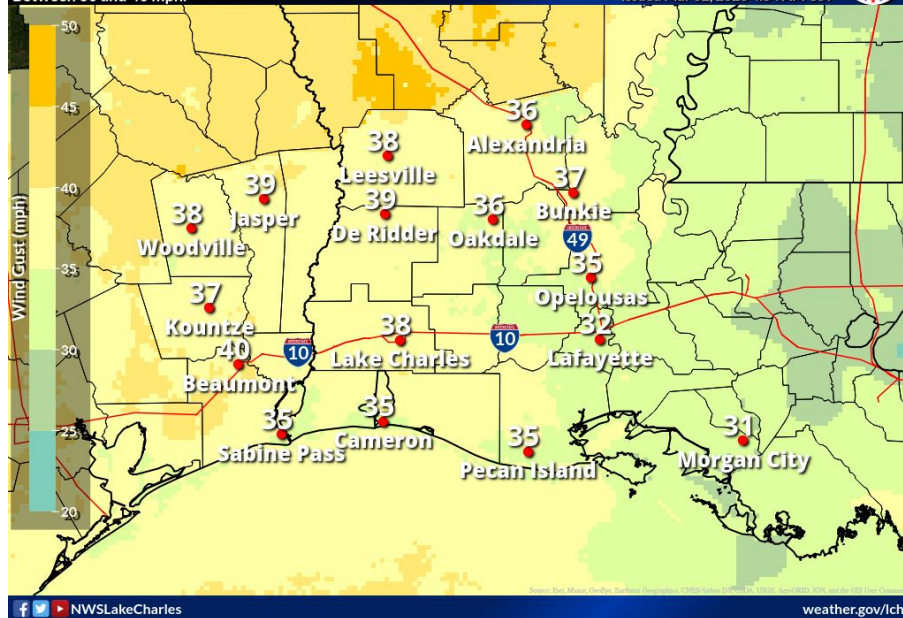 50
45
36
Alexandria
38
Leesville
40
39
Jasper
37
Bunkie
39
De Ridder
36
Oakdale
38
Woodville
49
Wind Gust (mph)
35
35
Opelousas
37
Kountze
38
Lake Charles
10
32
Lafayette
30
10
40
Beaumont
35
Sabine Pass
35
Cameron
31
Morgan City
25
35
Pecan Island
20
NWSLakeCharles
weather.gov/lch